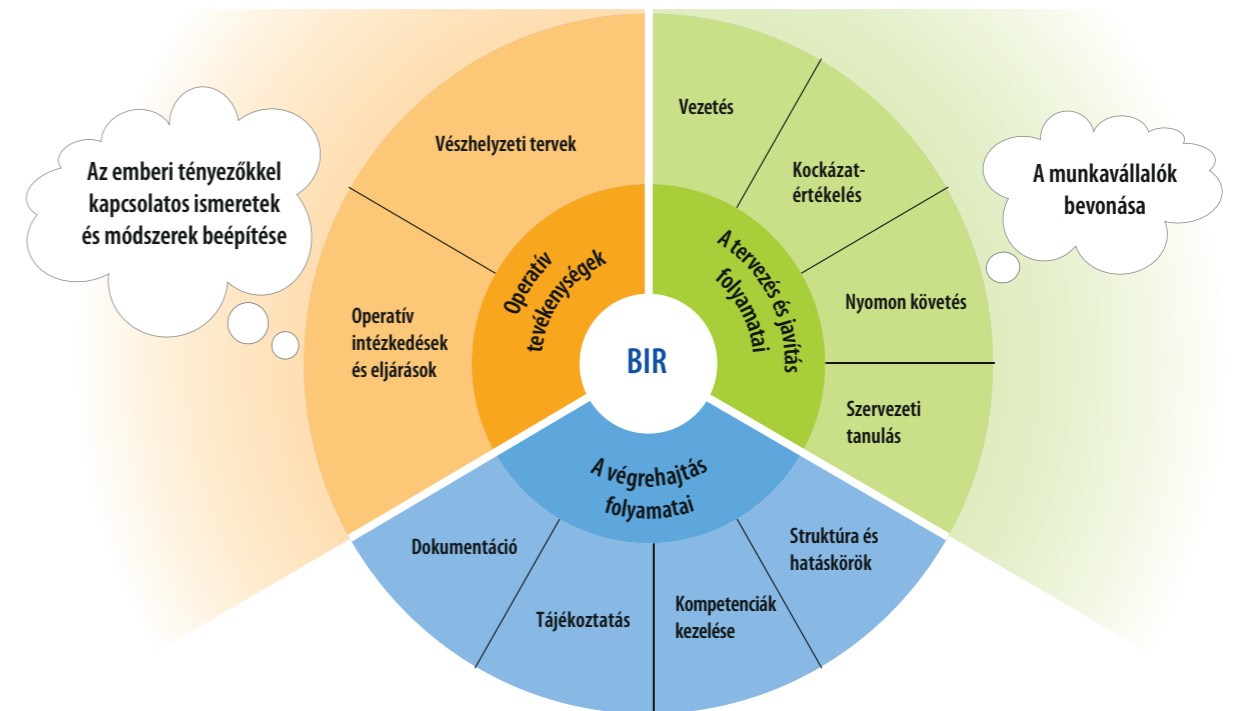 Az emberi tényezőkkel
kapcsolatos ismeretek
és módszerek beépítése
Vészhelyzeti tervek
Operatív
intézkedések
és eljárások
Operatív
tevékenységek
BIR
A tervezés és javítás
folyamatai
Vezetés
Kockázat-
értékelés
Nyomon követés
Szervezeti
tanulás
A munkavállalók
bevonása
A végrehajtás
folyamatai
Dokumentáció
Tájékoztatás
Kompetenciák
kezelése
Struktúra és
hatáskörök